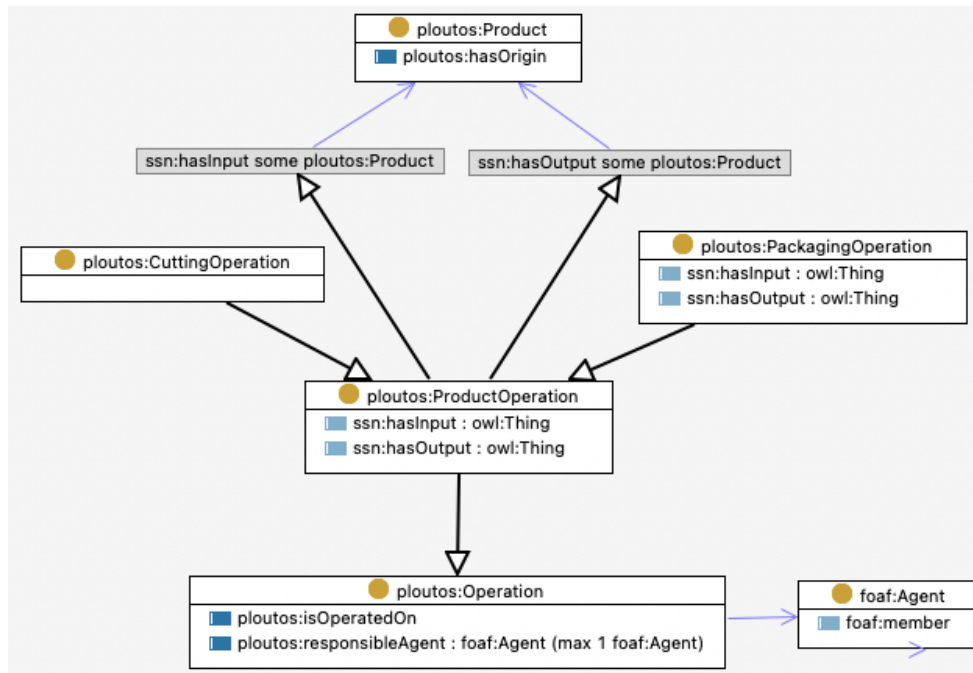 ploutos:Product
ploutos:hasOrigin
ssn:hasInput some ploutos:Product
ssn:hasOutput some ploutos:Product
ploutos:CuttingOperation
ploutos:PackagingOperation
ssn:hasInput : owl:Thing
ssn:hasOutput : owl:Thing
ploutos:ProductOperation
ssn:hasInput : owl:Thing
ssn:hasOutput : owl:Thing
ploutos:Operation
ploutos:isOperatedOn
ploutos:responsibleAgent : foaf:Agent (max 1 foaf:Agent)
foaf:Agent
foaf:member